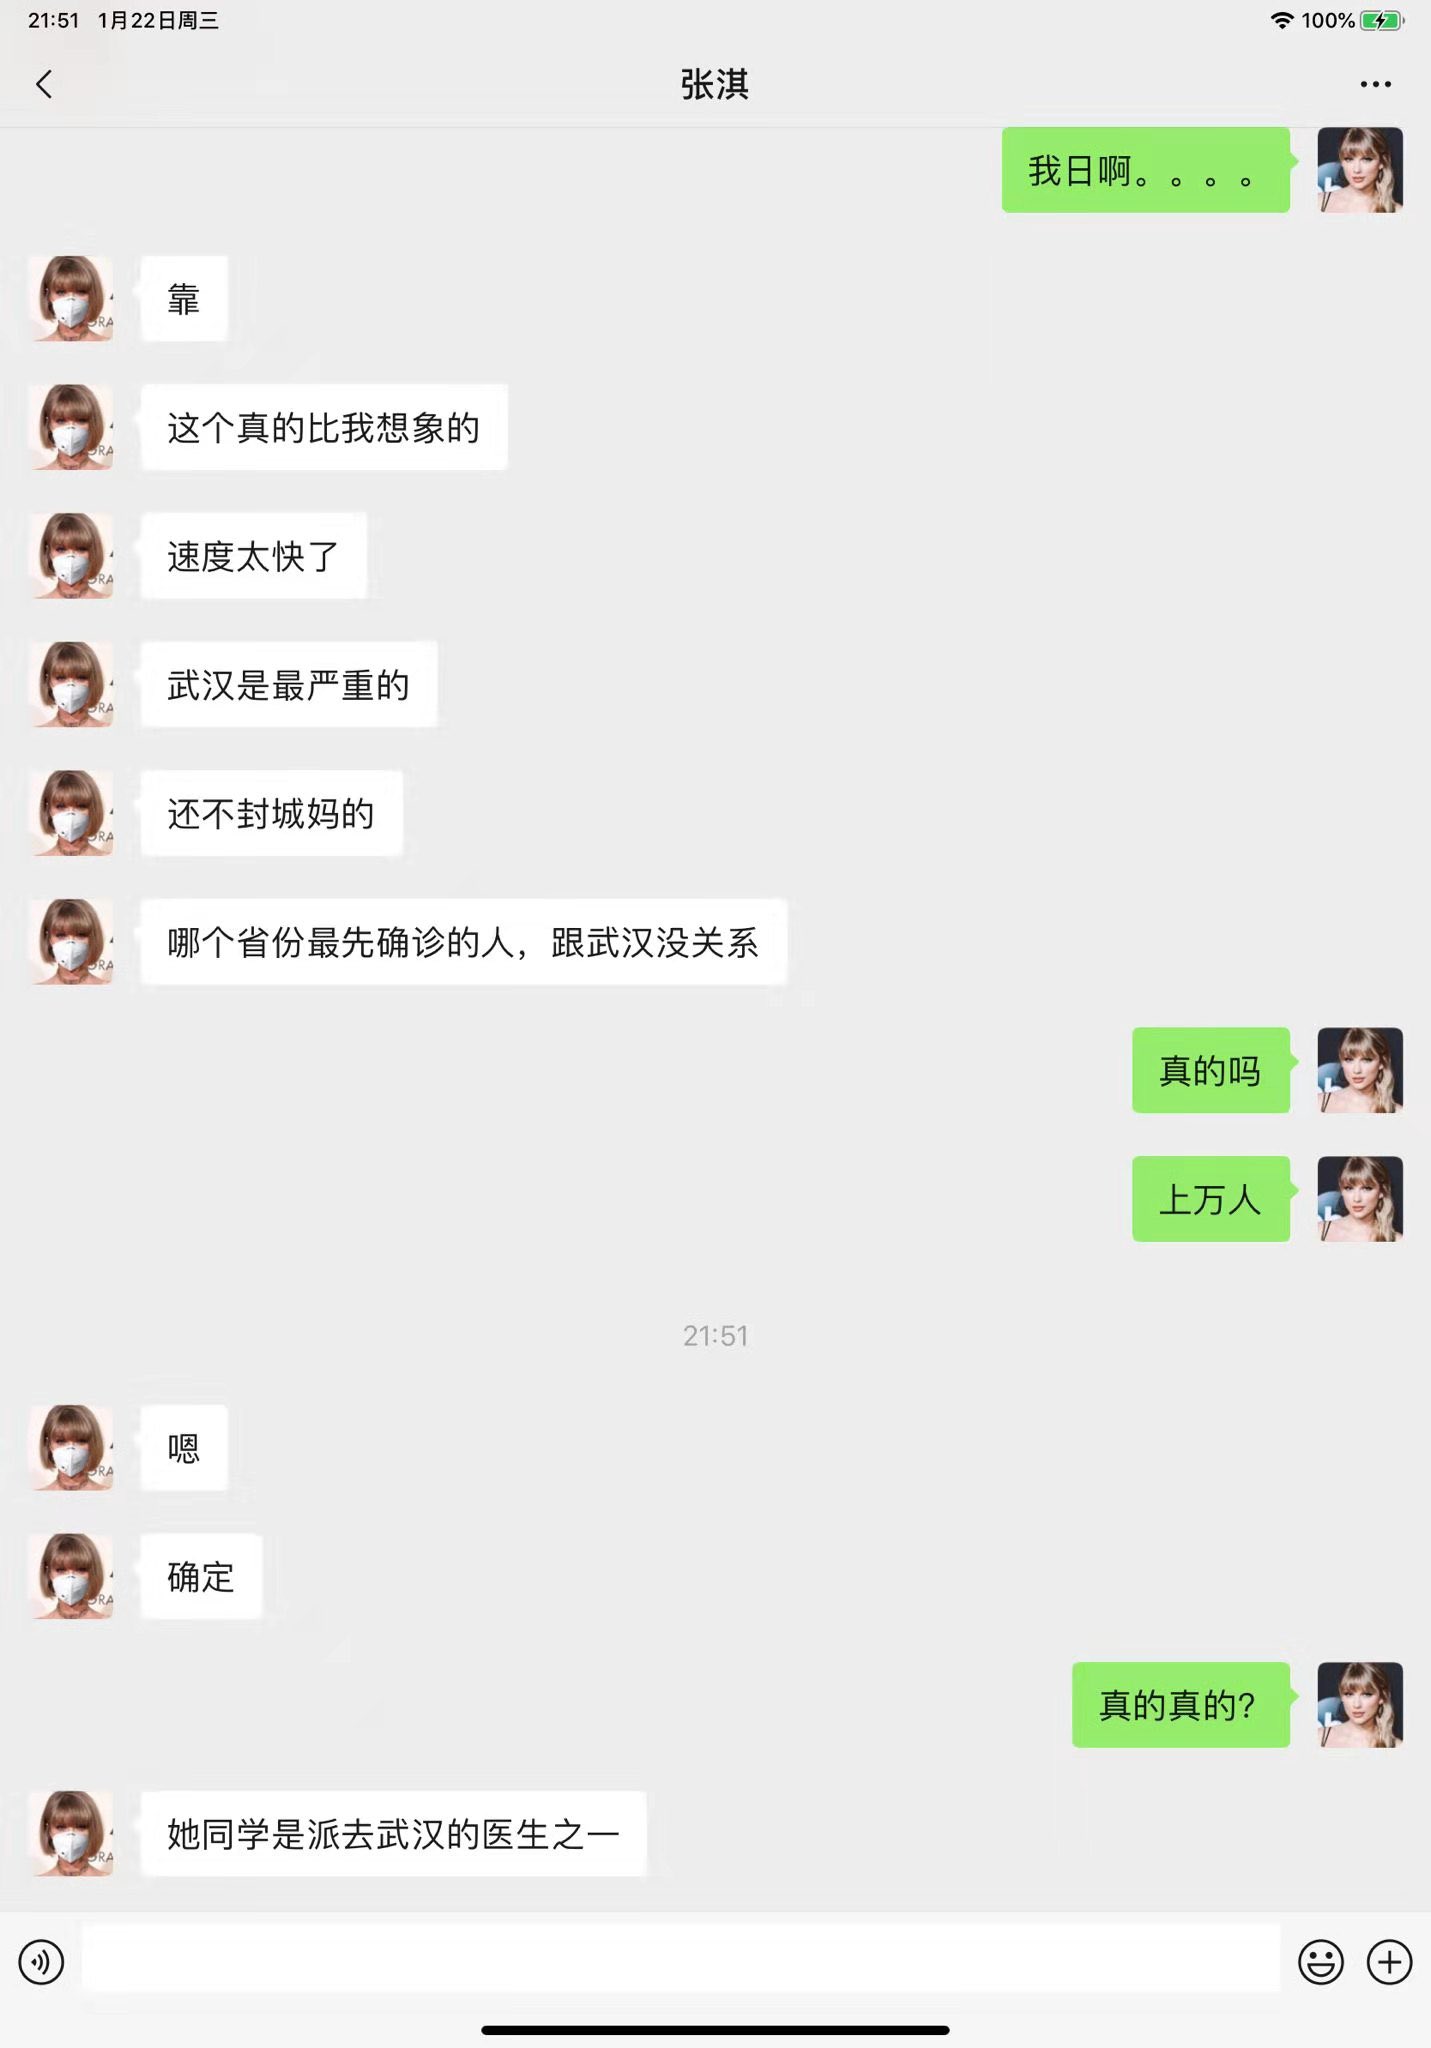 21:51 1月22日周三
100%
张淇
我日啊。。。。
靠
这个真的比我想象的
速度太快了
武汉是最严重的
还不封城妈的
哪个省份最先确诊的人，跟武汉没关系
真的吗
上万人
21:51
嗯
确定
真的真的？
她同学是派去武汉的医生之一